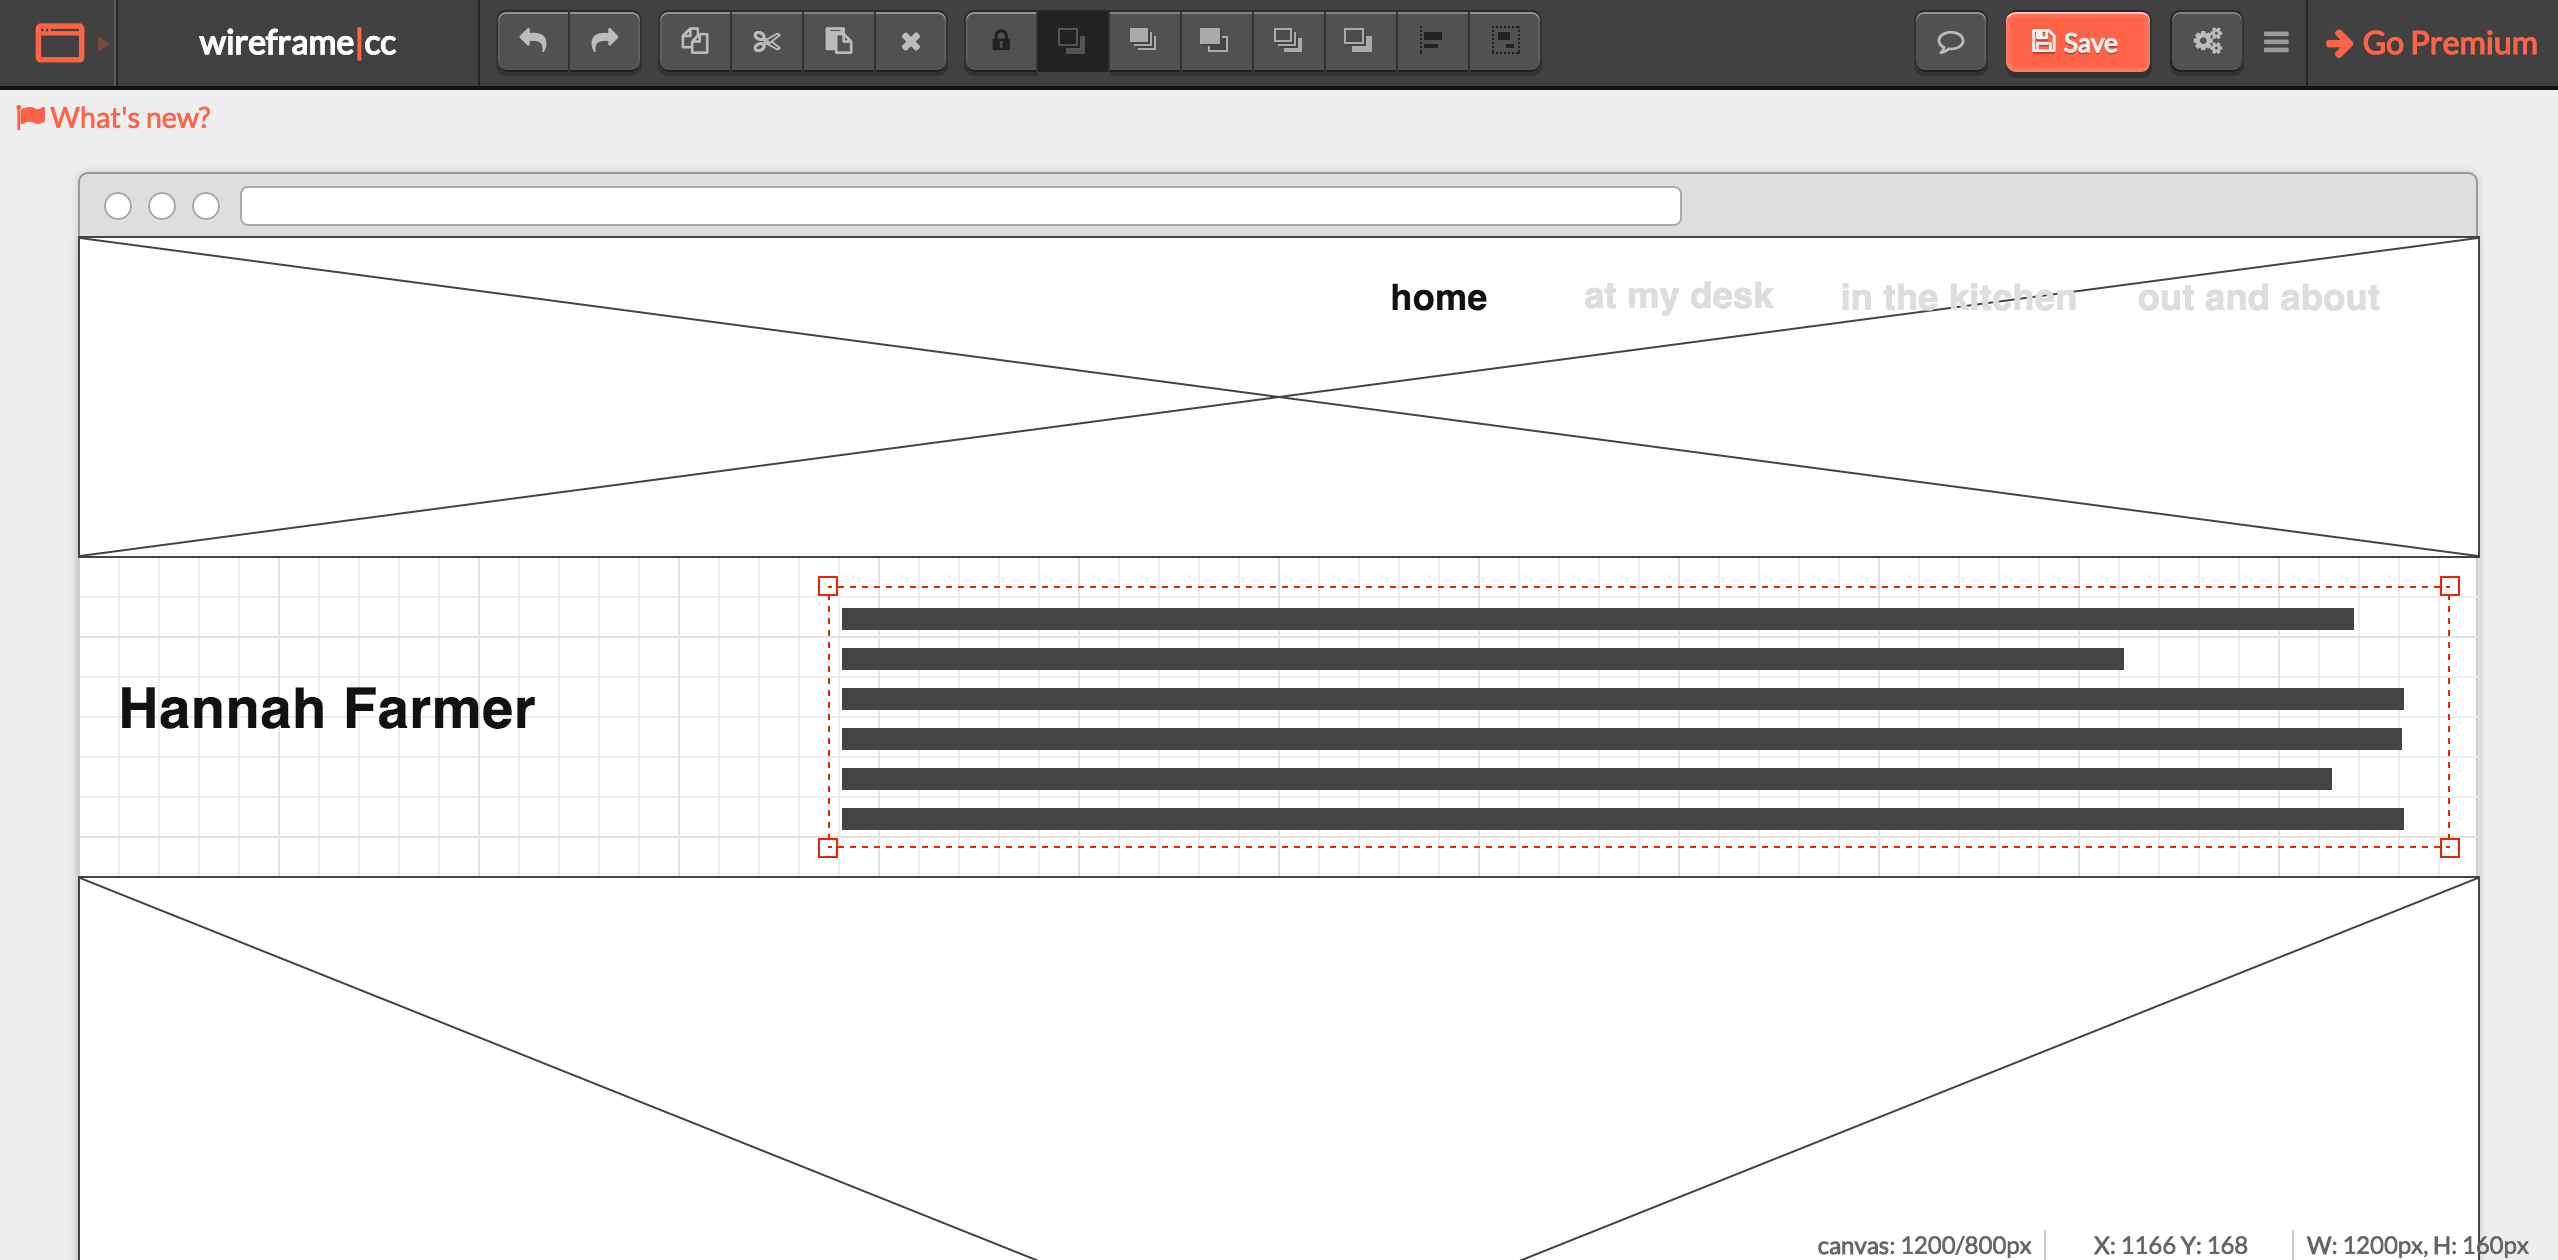 wireframe|cc
Save
Go Premium
What's new?
home
at my desk
in the kitchen
out and about
Hannah Farmer
canvas: 1200/800px
X: 1166 Y: 168
W: 1200px, H: 160px